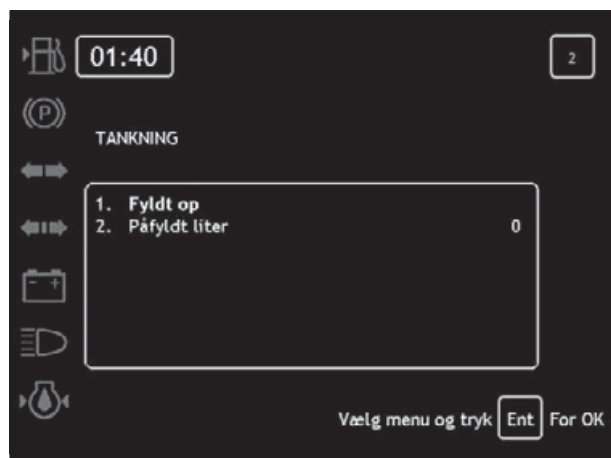 01:40
2
(P)
TANKNING
1. Fyldt op
2. Påfyldt liter 0
Vælg menu og tryk Ent For OK